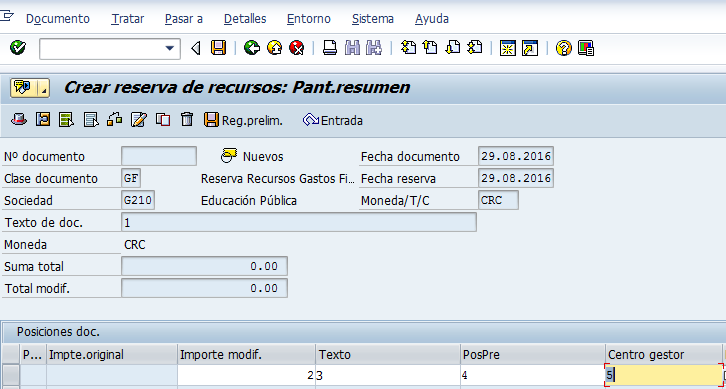 Documento Tratar Pasar a Detalles Entorno Sistema Ayuda
Crear reserva de recursos: Pant.resumen
Reg.prelim. Entrada
Nº documento Nuevos Fecha documento 29.08.2016
Clase documento GF Reserva Recursos Gastos Fi... Fecha reserva 29.08.2016
Sociedad G210 Educación Pública Moneda/T/C CRC
Texto de doc. 1
Moneda CRC
Suma total 0.00
Total modif. 0.00
Posiciones doc.
P... Impte.original Importe modif. Texto PosPre Centro gestor
2 3 4 5